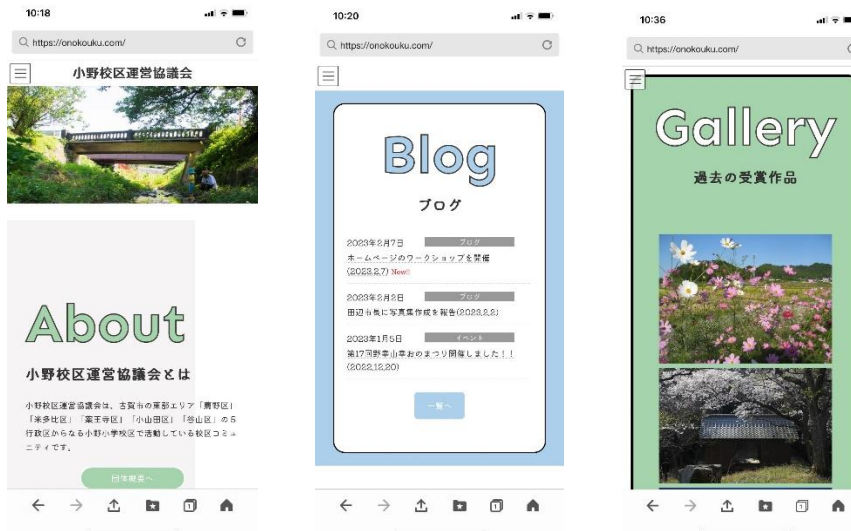 10:18
https://onokouku.com/
小野校区運営協議会
About
小野校区運営協議会とは
小野校区運営協議会は、古賀市の東部エリア「薦野区」
「米多比区」「薬王寺区」「小山田区」「谷山区」の5
行政区からなる小野小学校区で活動している校区コミュ
ニティです。
団体概要へ
10:20
https://onokouku.com/
Blog
ブログ
2023年2月7日 ブログ
ホームページのワークショップを開催
(2023.2.7) New!!
2023年2月2日 ブログ
田辺市長に写真集作成を報告(2023.2.2)
2023年1月5日 イベント
第17回野幸山幸おのまつり開催しました！！
(2022.12.20)
一覧へ
1
10:36
https://onokouku.com/
Gallery
過去の受賞作品
1